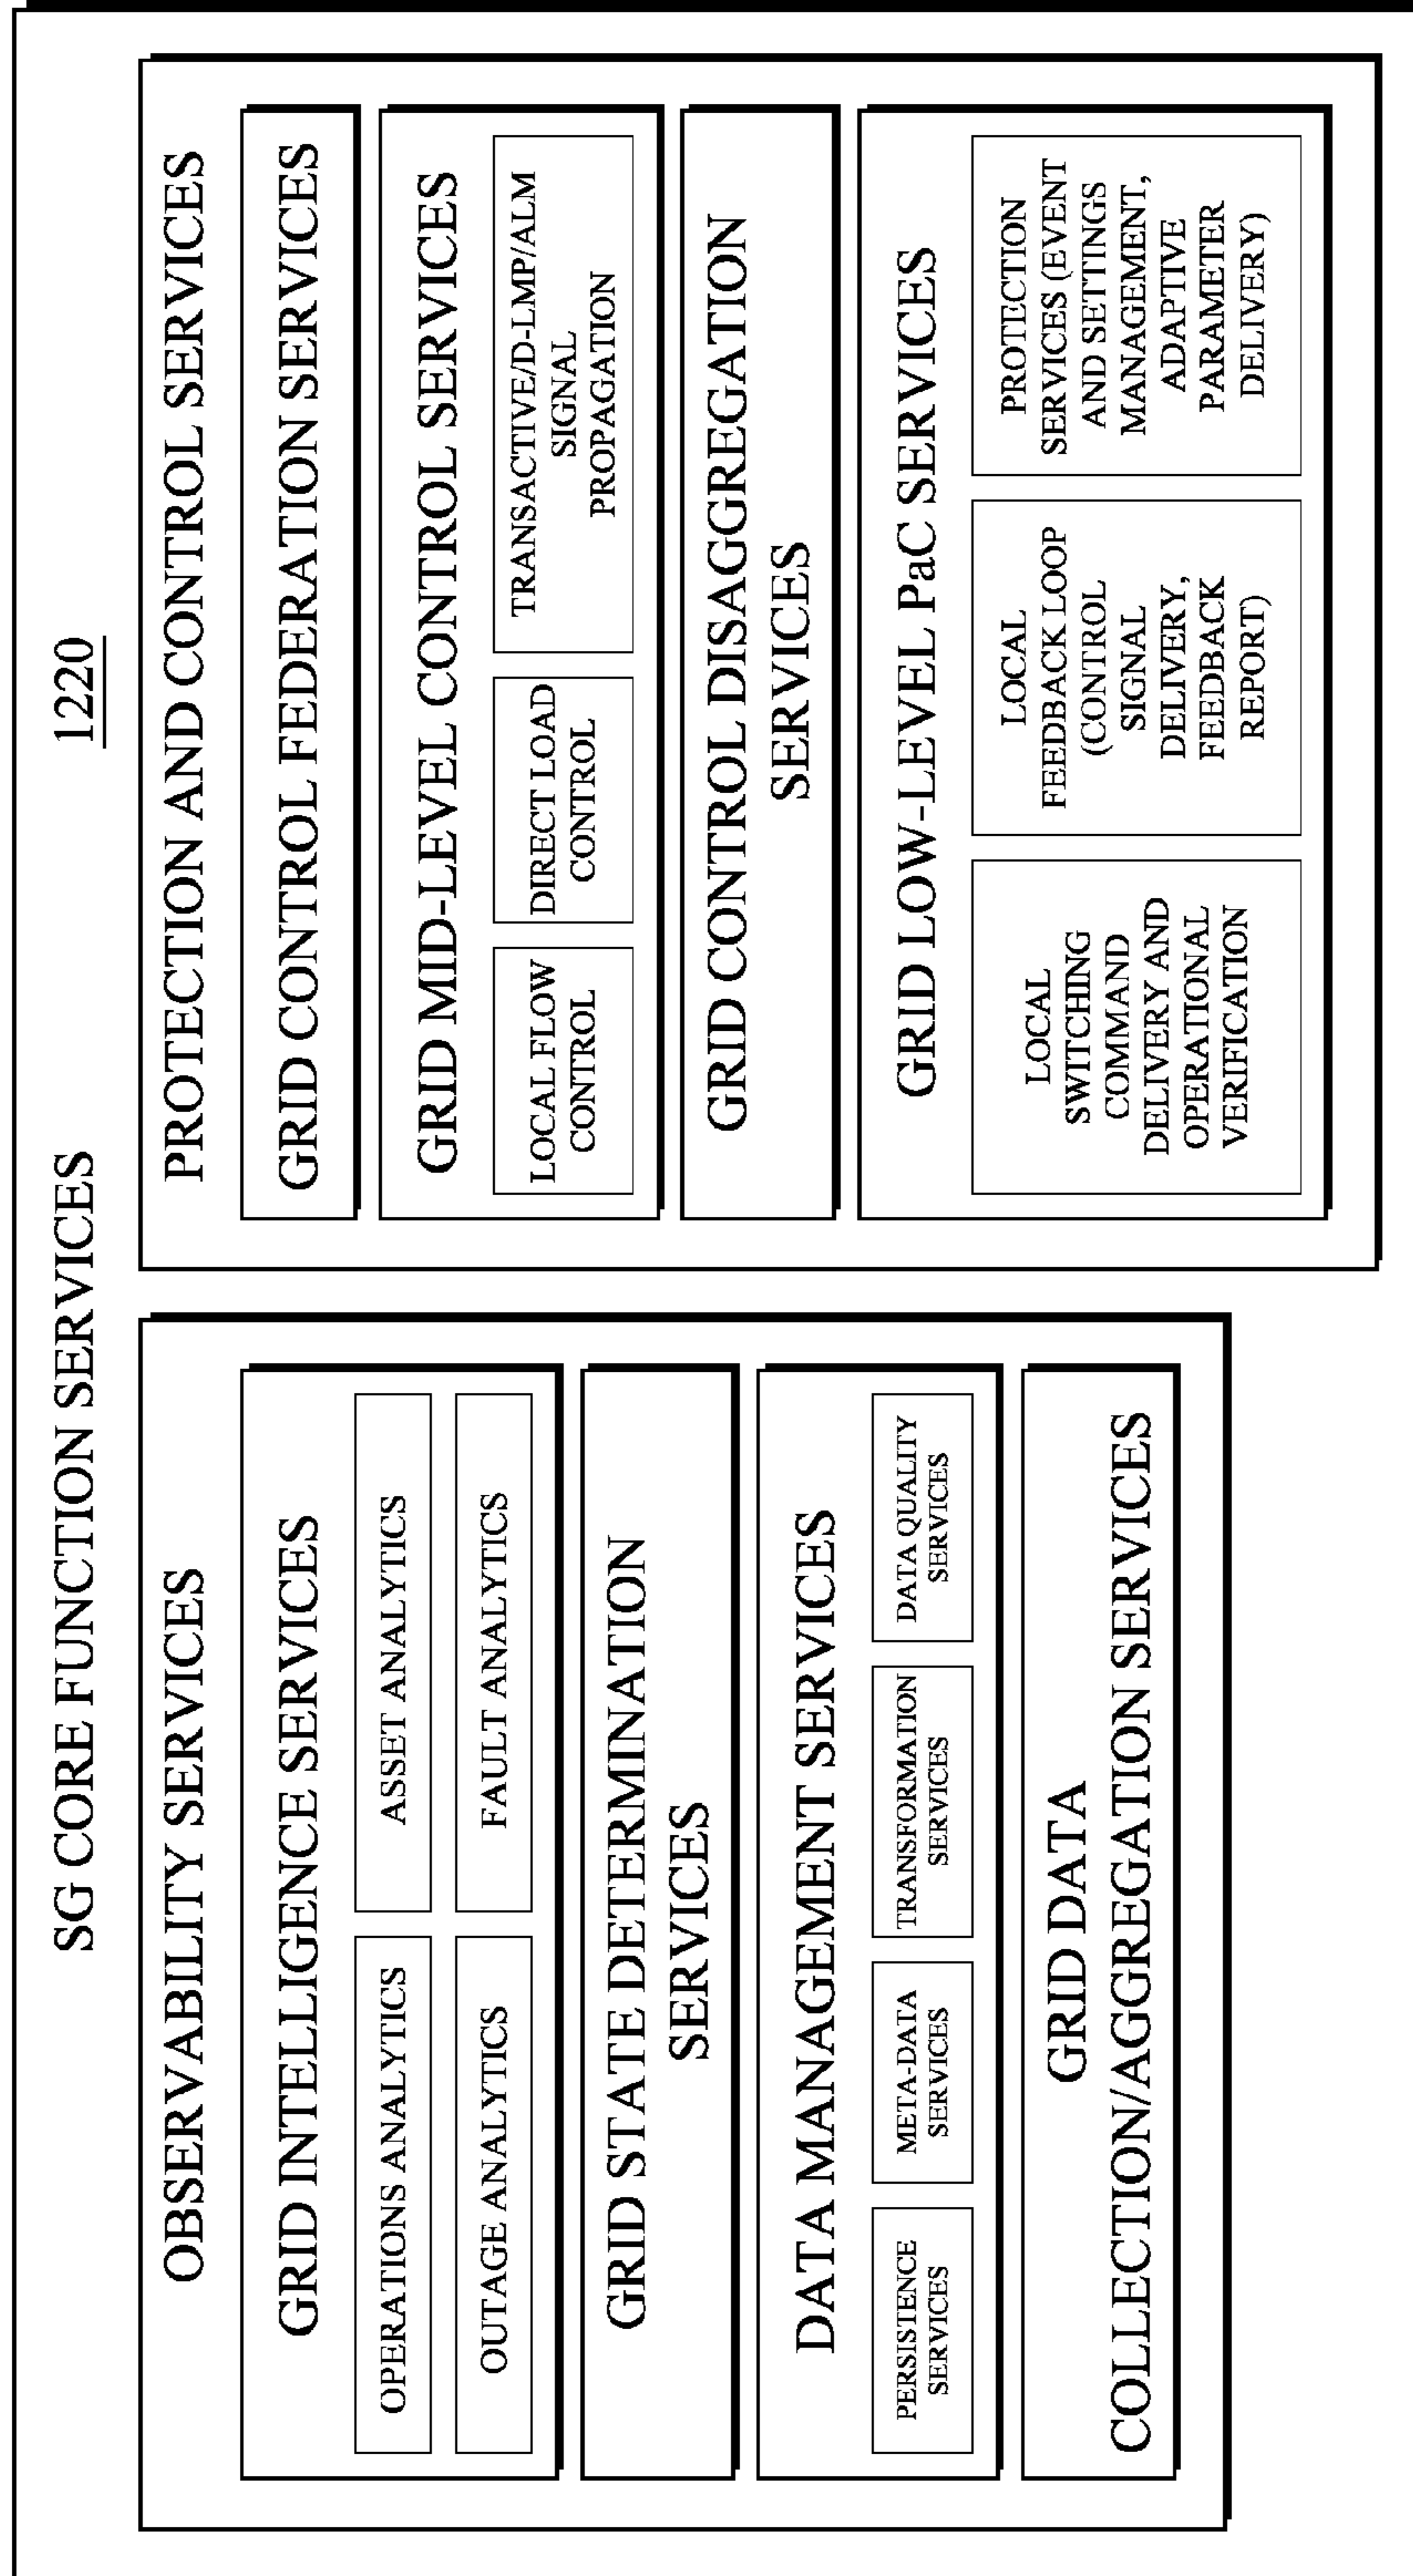 SG CORE FUNCTION SERVICES
1220
OBSERVABILITY SERVICES
GRID INTELLIGENCE SERVICES
OPERATIONS ANALYTICS
ASSET ANALYTICS
OUTAGE ANALYTICS
FAULT ANALYTICS
GRID STATE DETERMINATION
SERVICES
DATA MANAGEMENT SERVICES
PERSISTENCE
SERVICES
META-DATA
SERVICES
TRANSFORMATION
SERVICES
DATA QUALITY
SERVICES
GRID DATA
COLLECTION/AGGREGATION SERVICES
PROTECTION AND CONTROL SERVICES
GRID CONTROL FEDERATION SERVICES
GRID MID-LEVEL CONTROL SERVICES
LOCAL FLOW
CONTROL
DIRECT LOAD
CONTROL
TRANSACTIVE/D-LMP/ALM
SIGNAL
PROPAGATION
GRID CONTROL DISAGGREGATION
SERVICES
GRID LOW-LEVEL PaC SERVICES
LOCAL
SWITCHING
COMMAND
DELIVERY AND
OPERATIONAL
VERIFICATION
LOCAL
FEEDBACK LOOP
(CONTROL
SIGNAL
DELIVERY,
FEEDBACK
REPORT)
PROTECTION
SERVICES (EVENT
AND SETTINGS
MANAGEMENT,
ADAPTIVE
PARAMETER
DELIVERY)